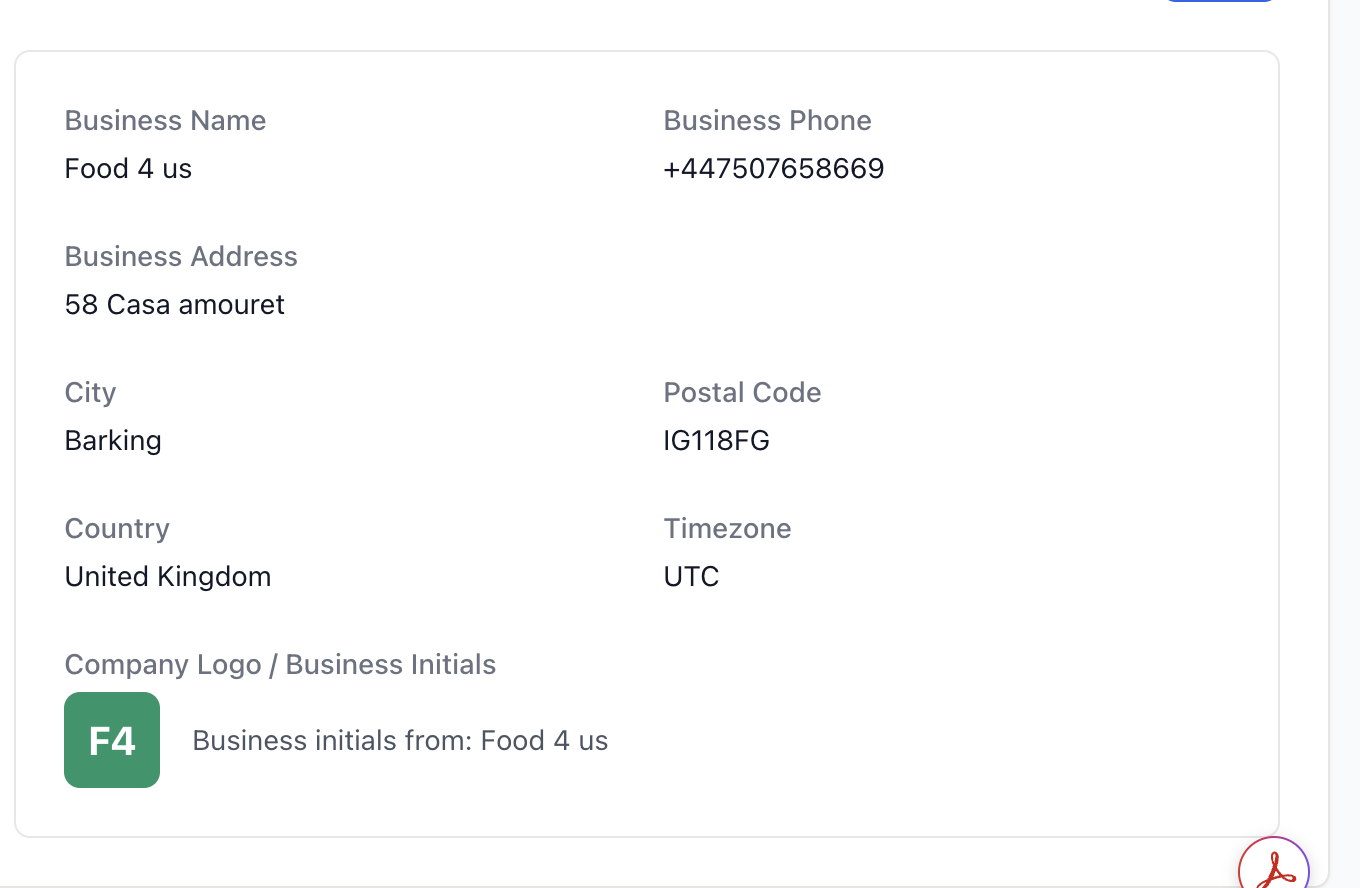 Business Name
Food 4 us
Business Phone
+447507658669
Business Address
58 Casa amouret
City
Barking
Postal Code
IG118FG
Country
United Kingdom
Timezone
UTC
Company Logo / Business Initials
F4
Business initials from: Food 4 us